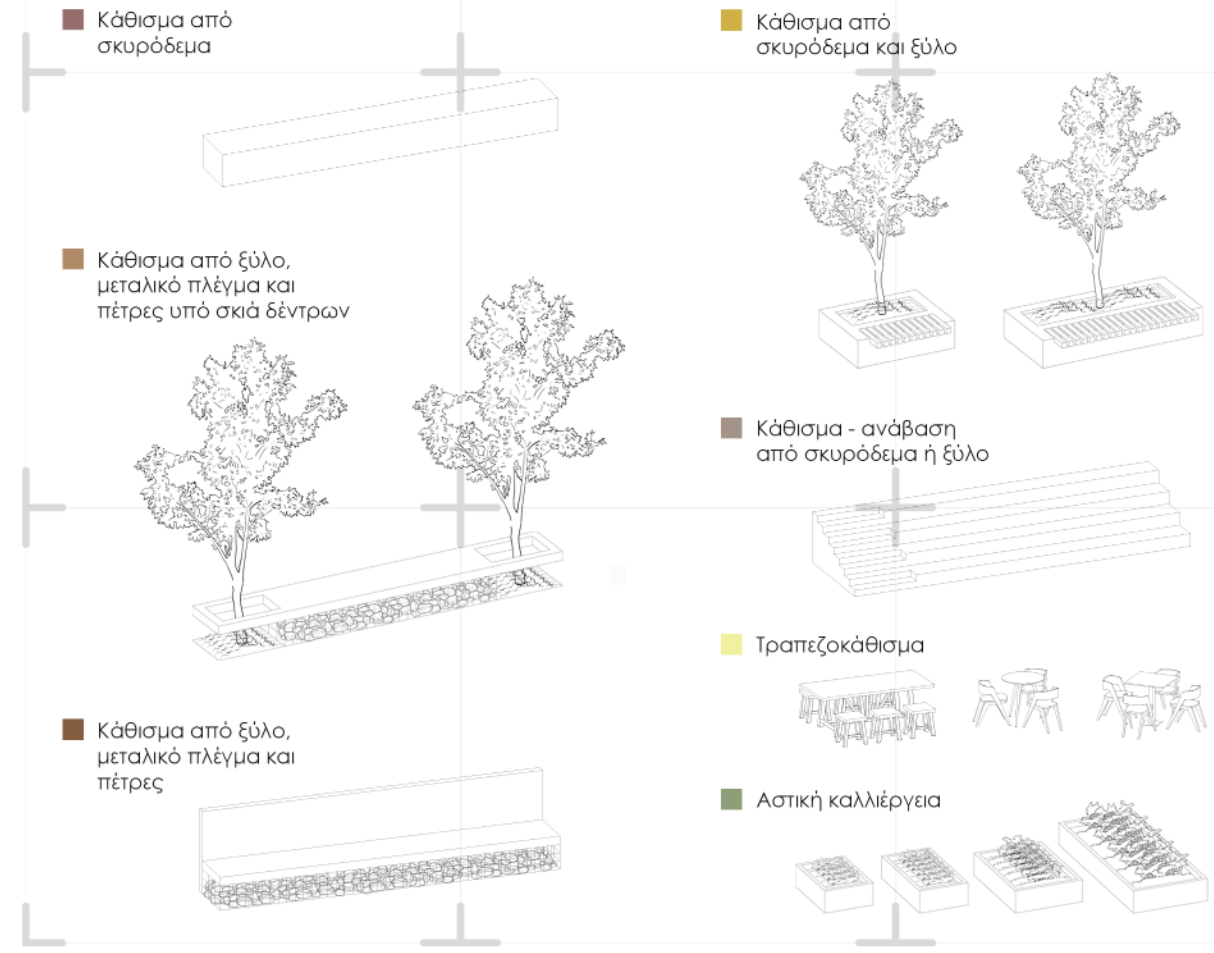 Κάθισμα από
σκυρόδεμα
Κάθισμα από ξύλο,
μεταλικό πλέγμα και
πέτρες υπό σκιά δέντρων
Κάθισμα από ξύλο,
μεταλικό πλέγμα και
πέτρες
Κάθισμα από
σκυρόδεμα και ξύλο
Κάθισμα - ανάβαση
από σκυρόδεμα ή ξύλο
Τραπεζοκάθισμα
Αστική καλλιέργεια